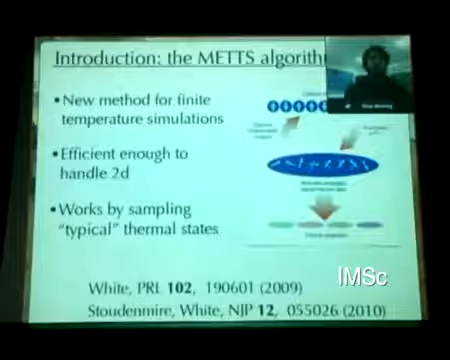 Introduction: the METTS algorithm
• New method for finite
temperature simulations
• Efficient enough to
handle 2d
• Works by sampling
“typical” thermal states
IMSc
White, PRL 102, 190601 (2009)
Stoudenmire, White, NJP 12, 055026 (2010)